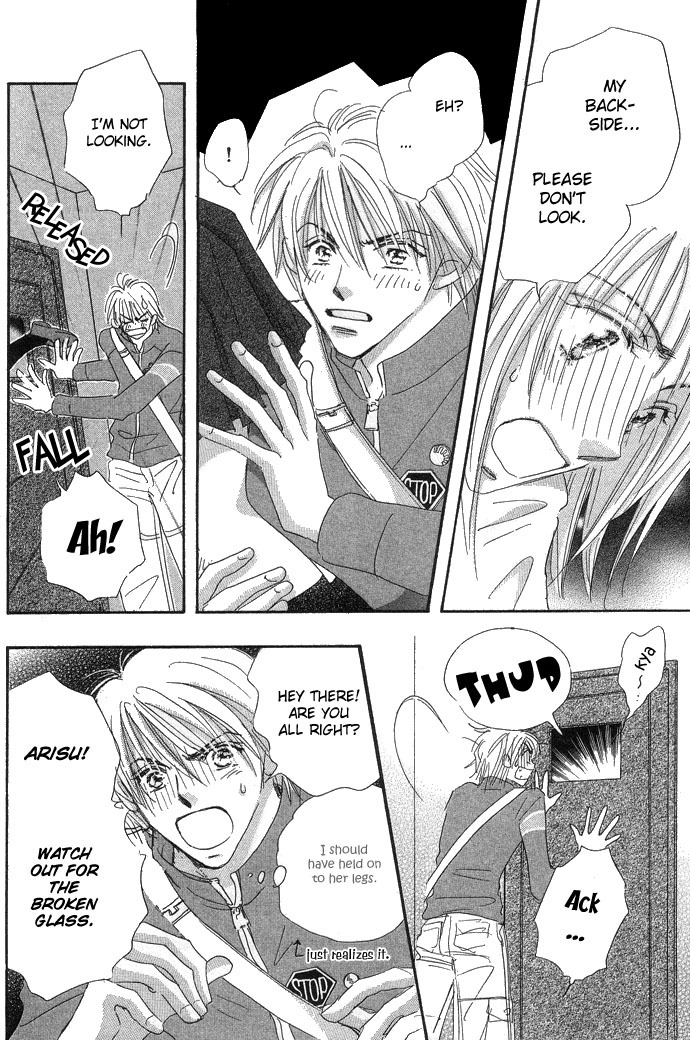 MY
BACK-
SIDE...
PLEASE
DON'T
LOOK.
EH?
...
!
STOP
I'M NOT
LOOKING.
RELEASED
FALL
Ah!
~ Kya
THUD
Ack
...
HEY THERE!
ARE YOU
ALL RIGHT?
ARISU!
I should
have held on
to her legs.
just realizes it.
WATCH
OUT FOR
THE
BROKEN
GLASS.
STOP